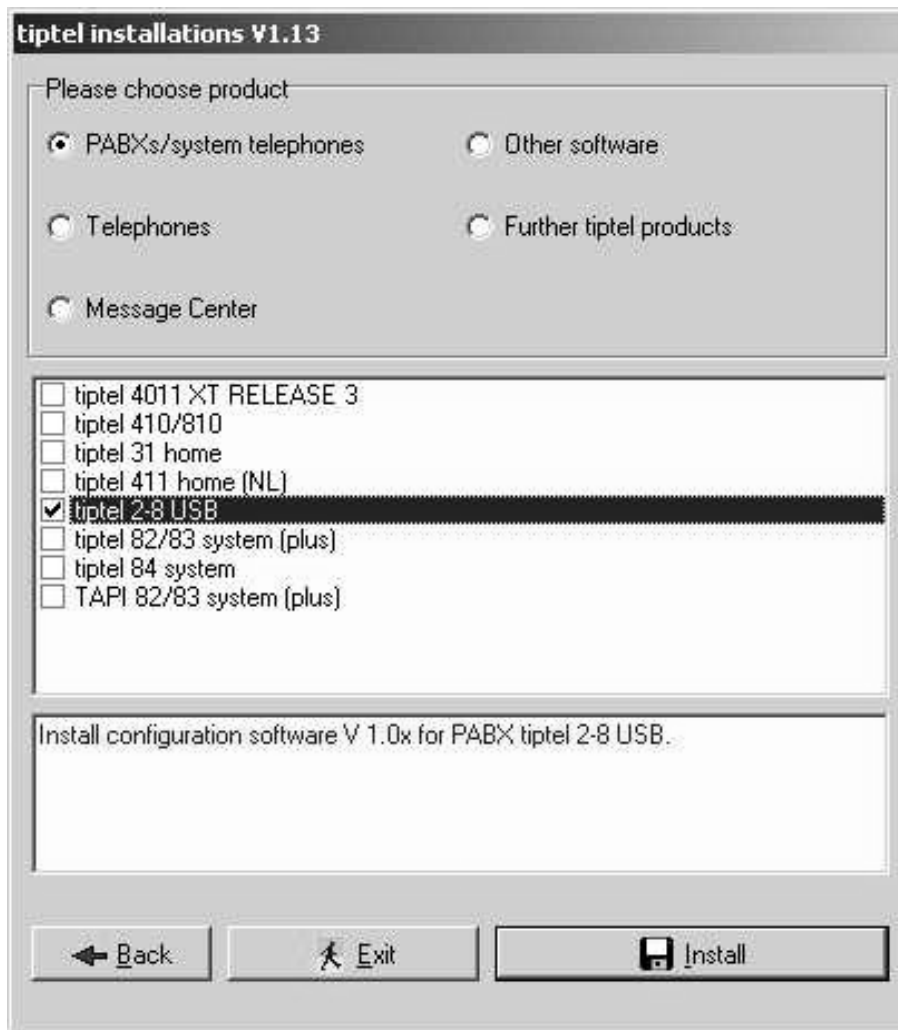 tiptel installations V1.13
Please choose product
PABXs/system telephones
Other software
Telephones
Further tiptel products
Message Center
tiptel 4011 XT RELEASE 3
tiptel 410/810
tiptel 31 home
tiptel 411 home (NL)
tiptel 2-8 USB
tiptel 82/83 system (plus)
tiptel 84 system
TAPI 82/83 system (plus)
Install configuration software V 1.0x for PABX tiptel 2-8 USB.
Back
Exit
Install